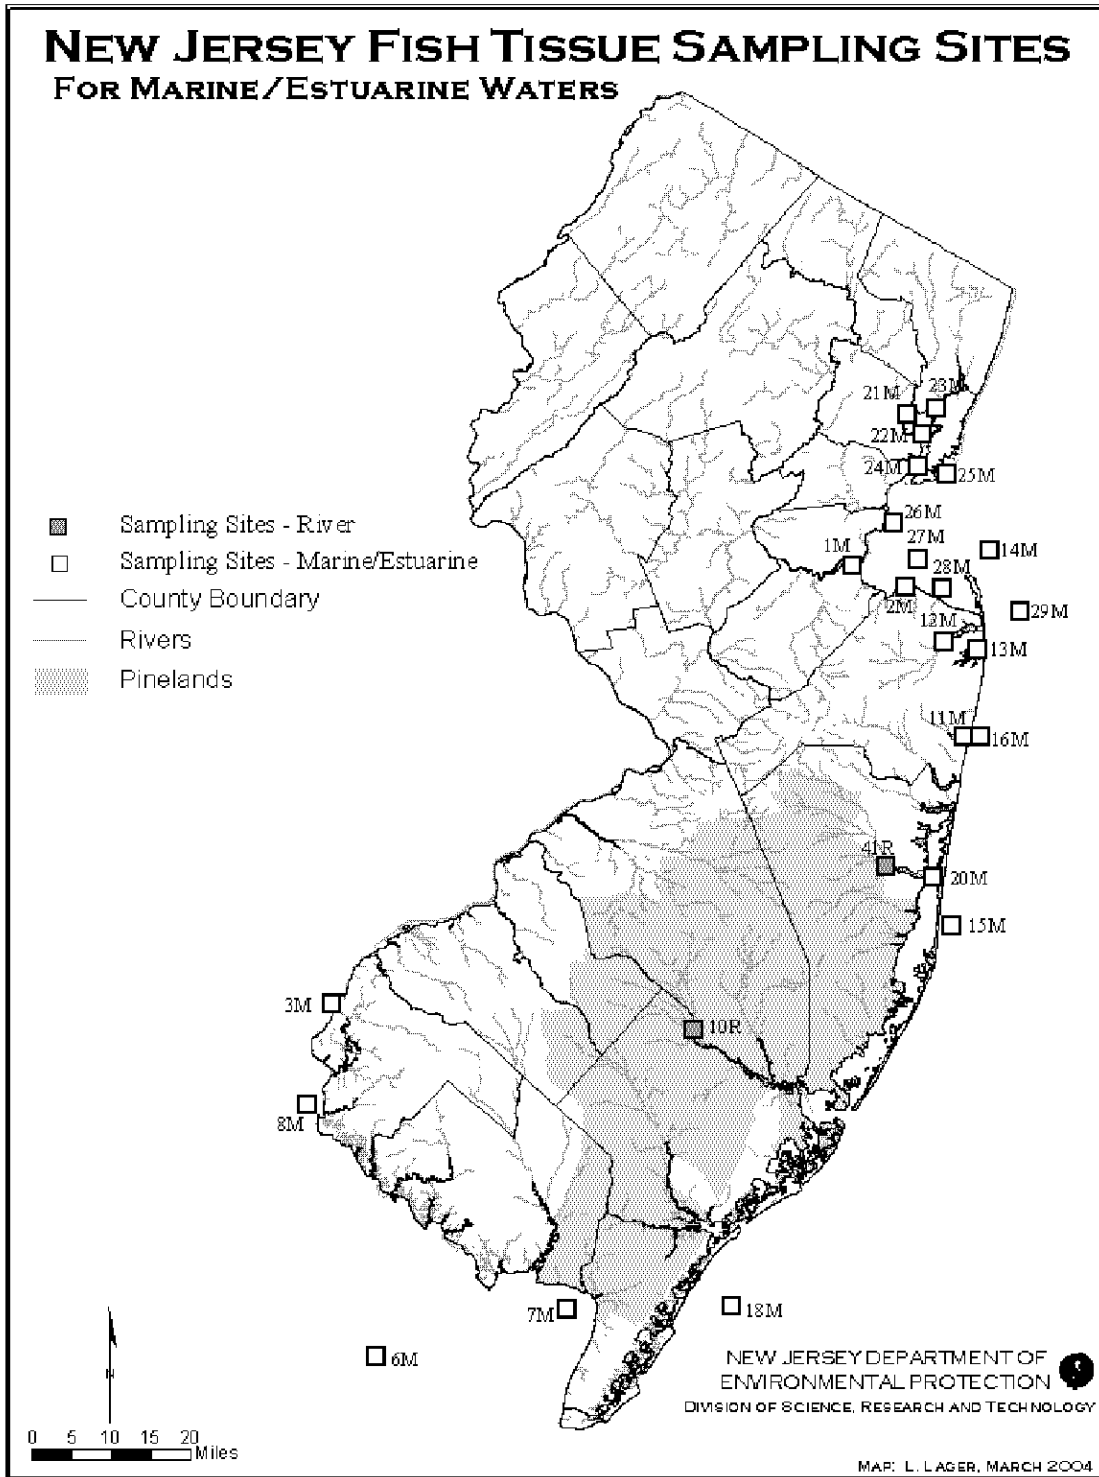 NEW JERSEY FISH TISSUE SAMPLING SITES
FOR MARINE/ESTUARINE WATERS
23M
21M
22M
24M
25M
26M
27M
1M
14M
28M
2M
29M
12M
13M
11M
16M
Sampling Sites - River
Sampling Sites - Marine/Estuarine
County Boundary
Rivers
Pinelands
41R
20M
15M
3M
10R
8M
7M
18M
6M
N
0 5 10 15 20
Miles
NEW JERSEY DEPARTMENT OF
ENVIRONMENTAL PROTECTION
DIVISION OF SCIENCE, RESEARCH AND TECHNOLOGY
MAP: L. LAGER, MARCH 2004